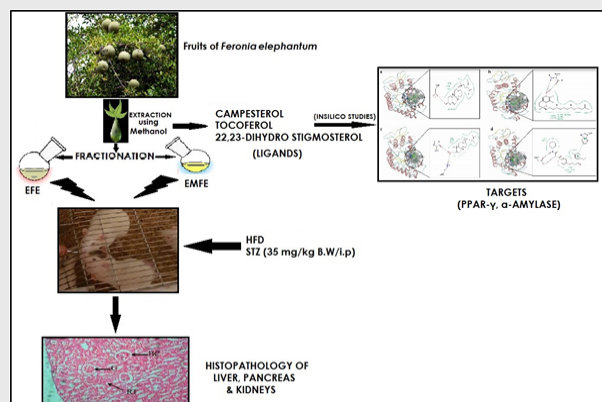 Fruits of Feronia elephantum
EXTRACTION
using
Methanol
CAMPESTEROL
TOCOFEROL
22,23-DIHYDRO STIGMOSTEROL
(LIGANDS)
(INSILICO STUDIES)
FRACTIONATION
EFE
EMFE
TARGETS
(PPAR-γ, α-AMYLASE)
HFD
STZ (35 mg/kg B.W/i.p)
HISTOPATHOLOGY OF
LIVER, PANCREAS
& KIDNEYS